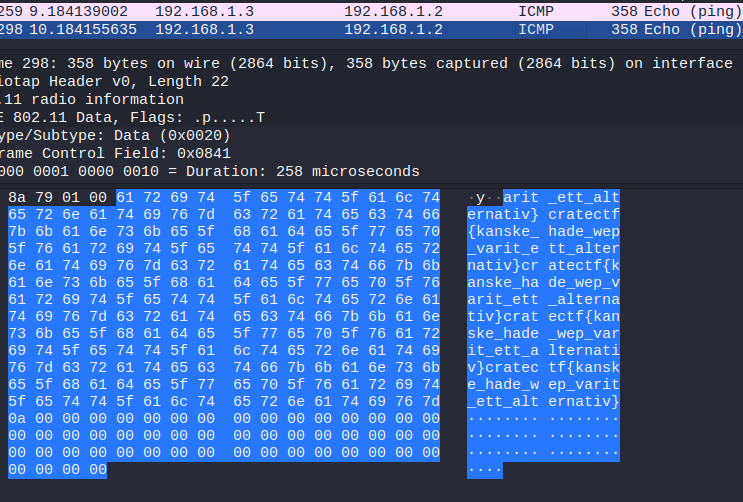 259 9.184139002 192.168.1.3 192.168.1.2 ICMP 358 Echo (ping)
298 10.184155635 192.168.1.3 192.168.1.2 ICMP 358 Echo (ping)
me 298: 358 bytes on wire (2864 bits), 358 bytes captured (2864 bits) on interface
iotap Header v0, Length 22
.11 radio information
E 802.11 Data, Flags: .p.....T
ype/Subtype: Data (0x0020)
rame Control Field: 0x0841
000 0001 0000 0010 = Duration: 258 microseconds
8a 79 01 00 61 72 69 74 5f 65 74 74 5f 61 6c 74 ·y··arit _ett_alt
65 72 6e 61 74 69 76 7d 63 72 61 74 65 63 74 66 ernativ} cratectf
7b 6b 61 6e 73 6b 65 5f 68 61 64 65 5f 77 65 70 {kanske_ hade_wep
5f 76 61 72 69 74 5f 65 74 74 5f 61 6c 74 65 72 _varit_e tt_alter
6e 61 74 69 76 7d 63 72 61 74 65 63 74 66 7b 6b nativ}cr atectf{k
61 6e 73 6b 65 5f 68 61 64 65 5f 77 65 70 5f 76 anske_ha de_wep_v
61 72 69 74 5f 65 74 74 5f 61 6c 74 65 72 6e 61 arit_ett _alterna
74 69 76 7d 63 72 61 74 65 63 74 66 7b 6b 61 6e tiv}crat ectf{kan
73 6b 65 5f 68 61 64 65 5f 77 65 70 5f 76 61 72 ske_hade _wep_var
69 74 5f 65 74 74 5f 61 6c 74 65 72 6e 61 74 69 it_ett_a lternati
76 7d 63 72 61 74 65 63 74 66 7b 6b 61 6e 73 6b v}cratec tf{kansk
65 5f 68 61 64 65 5f 77 65 70 5f 76 61 72 69 74 e_hade_w ep_varit
5f 65 74 74 5f 61 6c 74 65 72 6e 61 74 69 76 7d _ett_alt ernativ}
0a 00 00 00 00 00 00 00 00 00 00 00 00 00 00 00 ········ ········
00 00 00 00 00 00 00 00 00 00 00 00 00 00 00 00 ········ ········
00 00 00 00 00 00 00 00 00 00 00 00 00 00 00 00 ········ ········
00 00 00 00 ····